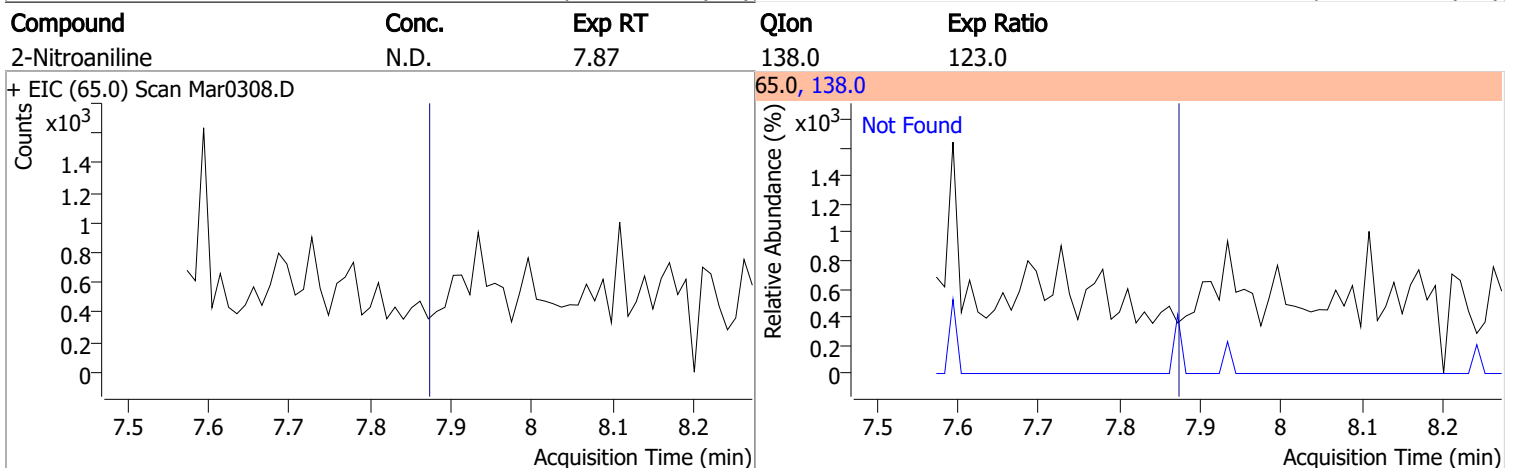 Compound Conc. Exp RT QIon Exp Ratio
2-Nitroaniline N.D. 7.87 138.0 123.0
+ EIC (65.0) Scan Mar0308.D
Counts
x103
1.4
1.2
1
0.8
0.6
0.4
0.2
0
7.5 7.6 7.7 7.8 7.9 8 8.1 8.2
Acquisition Time (min)
65.0, 138.0
Relative Abundance (%)
x103
Not Found
1.4
1.2
1
0.8
0.6
0.4
0.2
0
7.5 7.6 7.7 7.8 7.9 8 8.1 8.2
Acquisition Time (min)